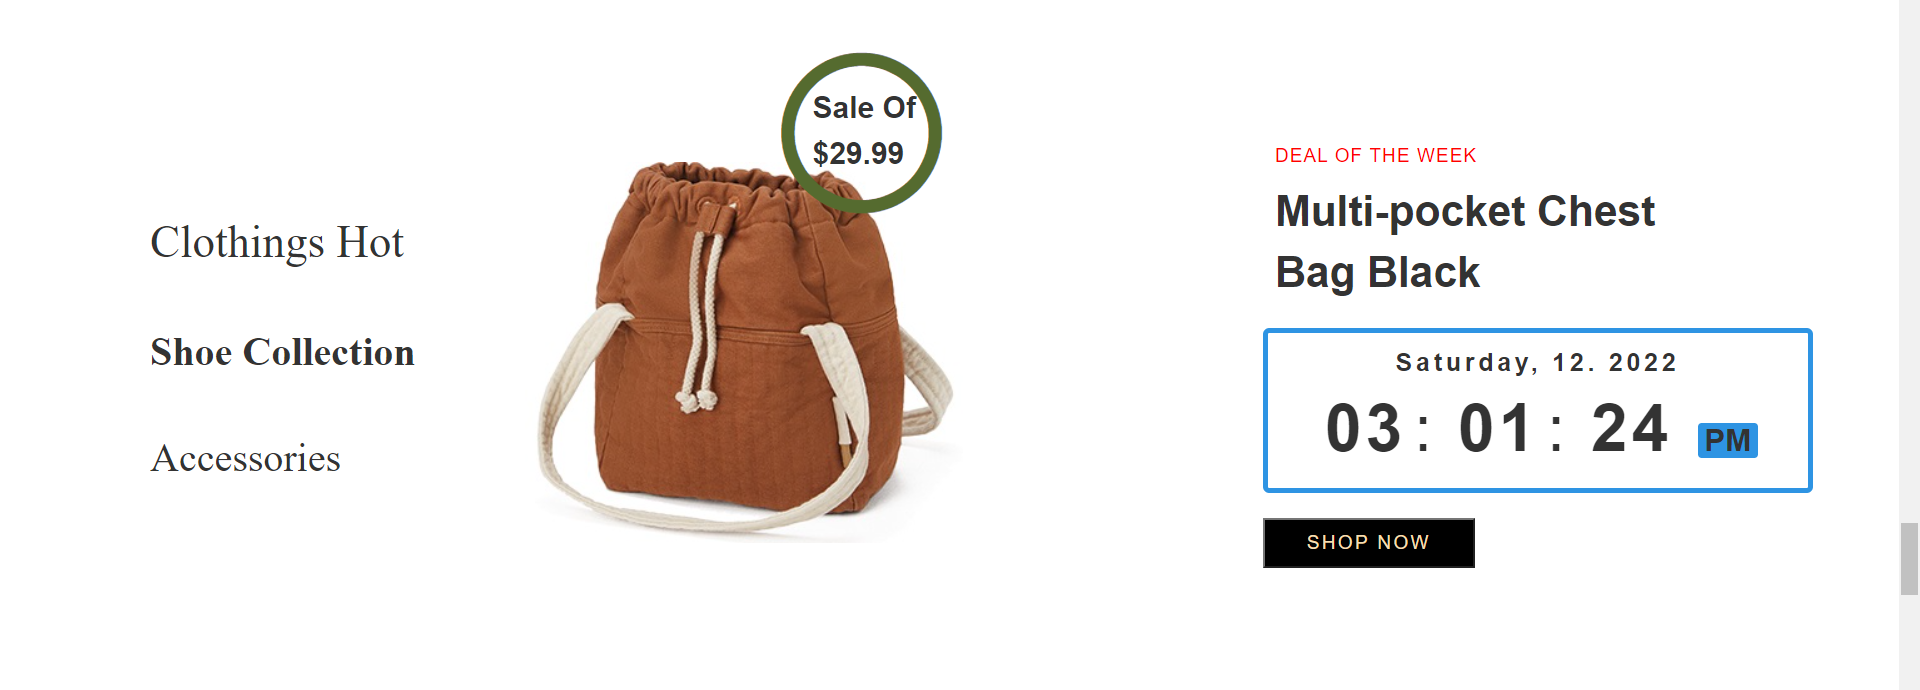 Clothings Hot
Shoe Collection
Accessories
Sale Of
$29.99
DEAL OF THE WEEK
Multi-pocket Chest
Bag Black
Saturday, 12. 2022
03 : 01 : 24 PM
SHOP NOW